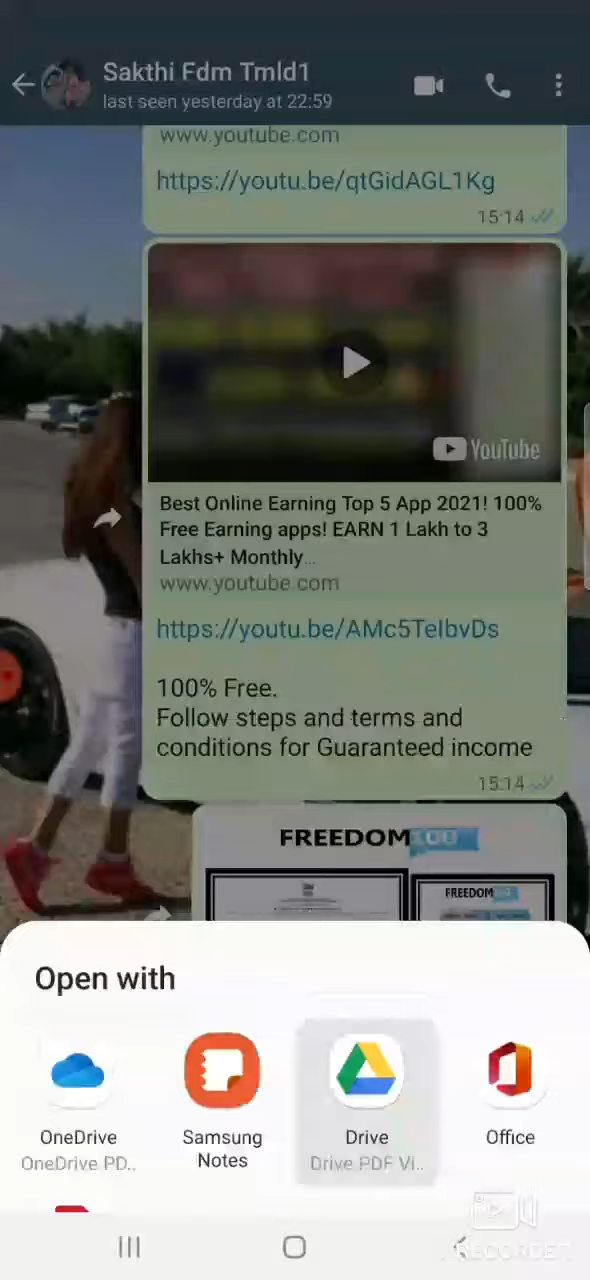 Sakthi Fdm Tmld1
last seen yesterday at 22:59
www.youtube.com
https://youtu.be/qtGidAGL1Kg
15:14
YouTube
Best Online Earning Top 5 App 2021! 100%
Free Earning apps! EARN 1 Lakh to 3
Lakhs+ Monthly...
www.youtube.com
https://youtu.be/AMc5TelbvDs
100% Free.
Follow steps and terms and
conditions for Guaranteed income
15:14
FREEDOM
FREEDOM
Open with
OneDrive
OneDrive PD..
Samsung
Notes
Drive
Drive PDF Vi..
Office
RECORDER